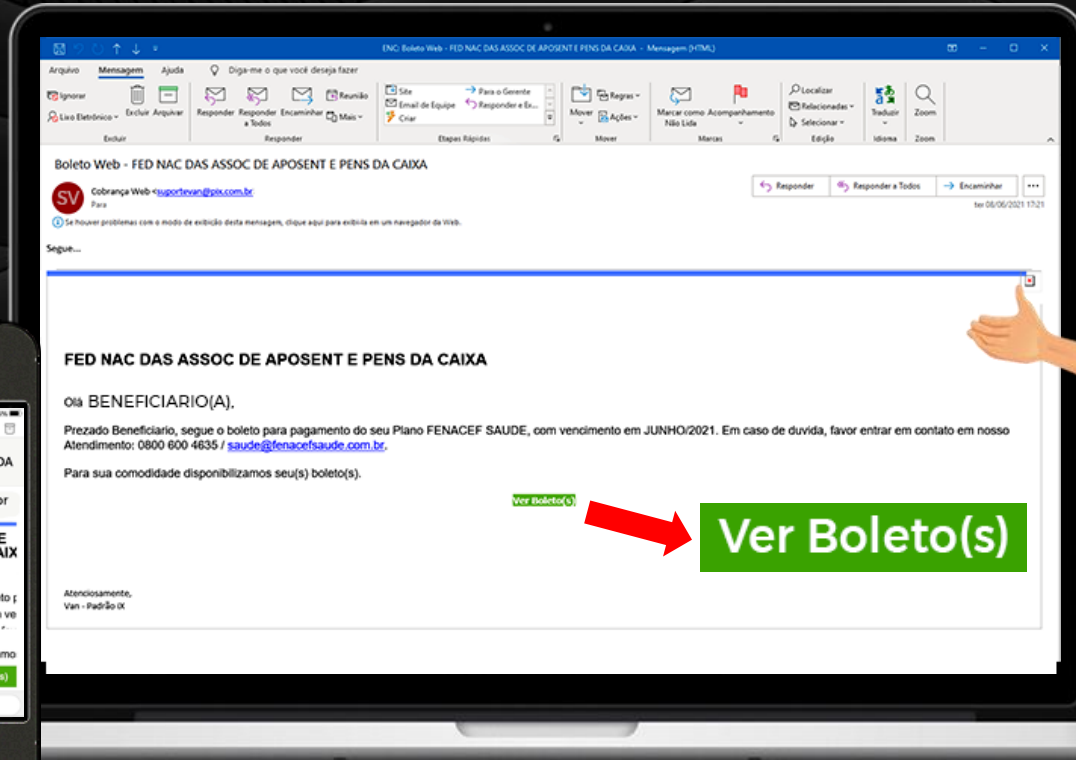 ENC: Boleto Web - FED NAC DAS ASSOC DE APOSENT E PENS DA CAIXA - Mensagem (HTML)
Arquivo Mensagem Ajuda Diga-me o que você deseja fazer
Ignorar
Lixo Eletrônico
Excluir
Arquivar
Excluir
Responder
Responder a Todos
Encaminhar
Reunião
Mais
Responder
Site
Email de Equipe
Criar
Para o Gerente
Responder e Ex...
Etapas Rápidas
Mover
Regras
Ações
Mover
Marcar como Não Lida
Acompanhamento
Marcas
Localizar
Relacionadas
Selecionar
Edição
Traduzir
Idioma
Zoom
Zoom
Boleto Web - FED NAC DAS ASSOC DE APOSENT E PENS DA CAIXA
SV
Cobrança Web <suportevan@pix.com.br
Para
Responder Responder a Todos Encaminhar ...
ter 08/06/2021 17:21
Se houver problemas com o modo de exibição desta mensagem, clique aqui para exibi-la em um navegador da Web.
Segue...
FED NAC DAS ASSOC DE APOSENT E PENS DA CAIXA
Olá BENEFICIARIO(A),
Prezado Beneficiario, segue o boleto para pagamento do seu Plano FENACEF SAUDE, com vencimento em JUNHO/2021. Em caso de duvida, favor entrar em contato em nosso
Atendimento: 0800 600 4635 / saude@fenacefsaude.com.br.
Para sua comodidade disponibilizamos seu(s) boleto(s).
Ver Boleto(s)
Ver Boleto(s)
Atenciosamente,
Van - Padrão iX